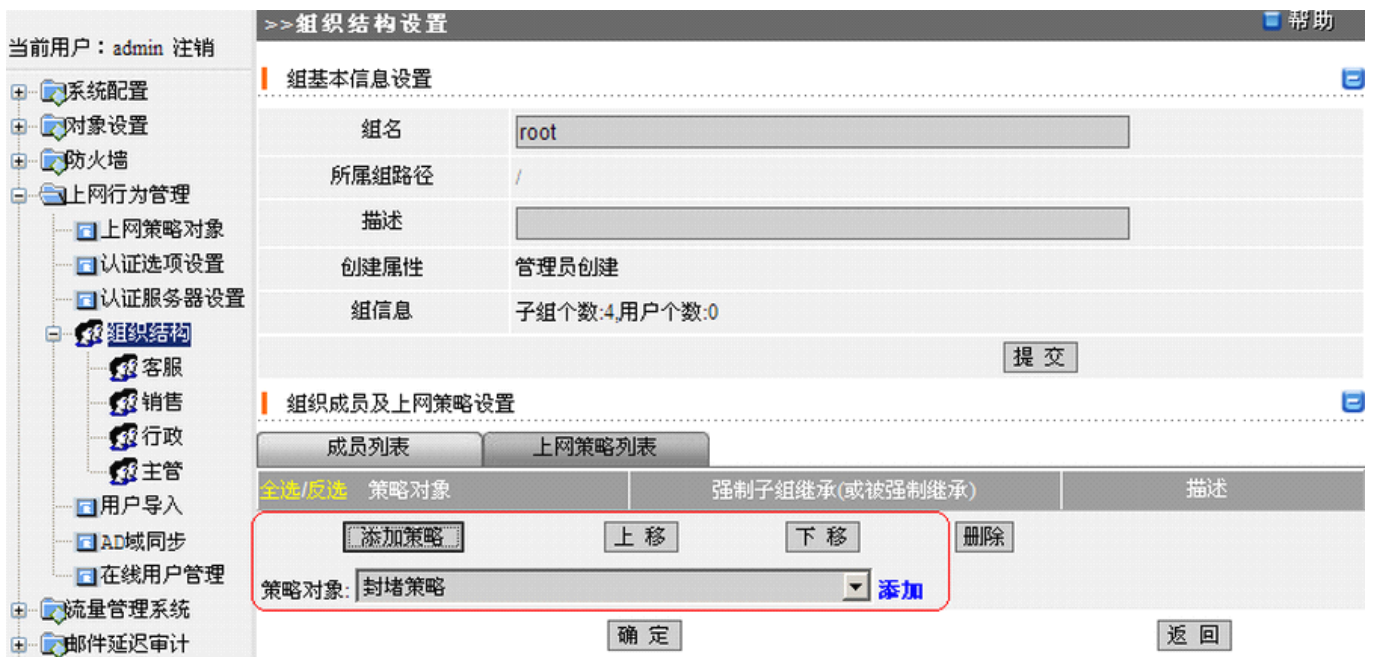 当前用户：admin 注销
系统配置
对象设置
防火墙
上网行为管理
上网策略对象
认证选项设置
认证服务器设置
组织结构
客服
销售
行政
主管
用户导入
AD域同步
在线用户管理
流量管理系统
邮件延迟审计
>>组织结构设置 帮助
组基本信息设置
组名 root
所属组路径 /
描述
创建属性 管理员创建
组信息 子组个数:4,用户个数:0
提 交
组织成员及上网策略设置
成员列表 上网策略列表
全选/反选 策略对象 强制子组继承(或被强制继承) 描述
添加策略 上 移 下 移 删除
策略对象: 封堵策略 添加
确 定 返 回